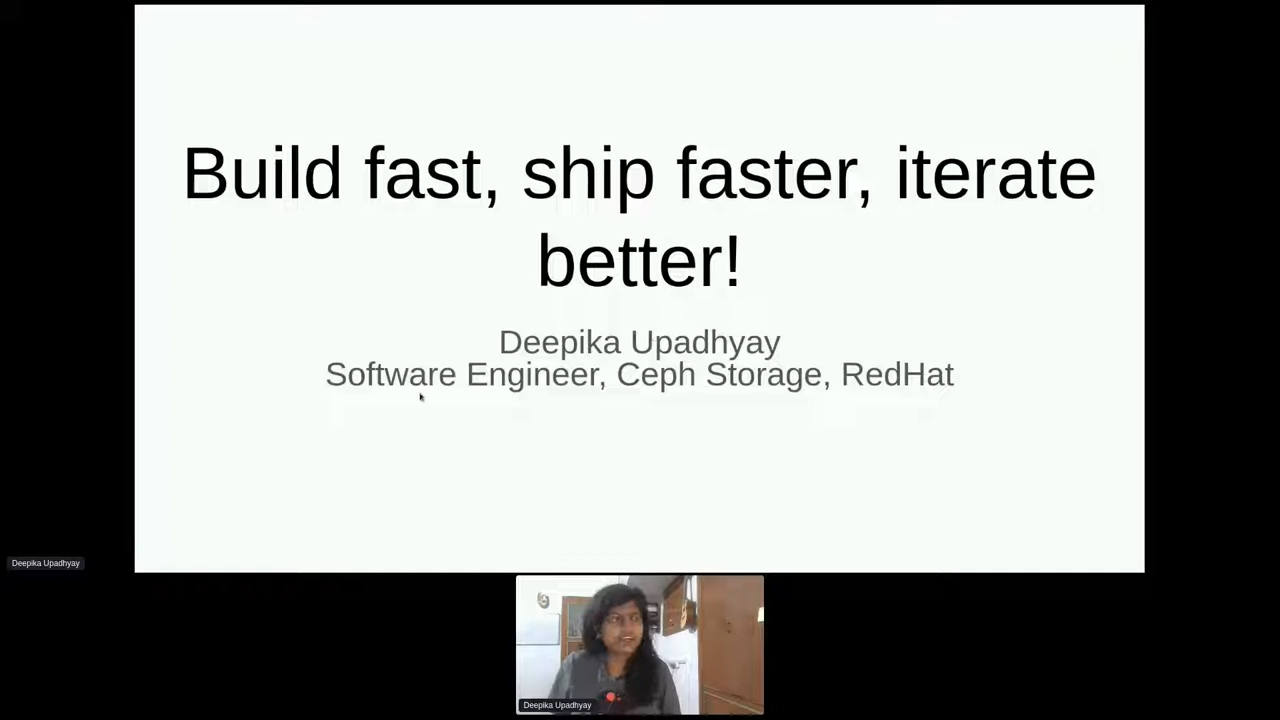 Build fast, ship faster, iterate
better!
Deepika Upadhyay
Software Engineer, Ceph Storage, RedHat
Deepika Upadhyay
Deepika Upadhyay